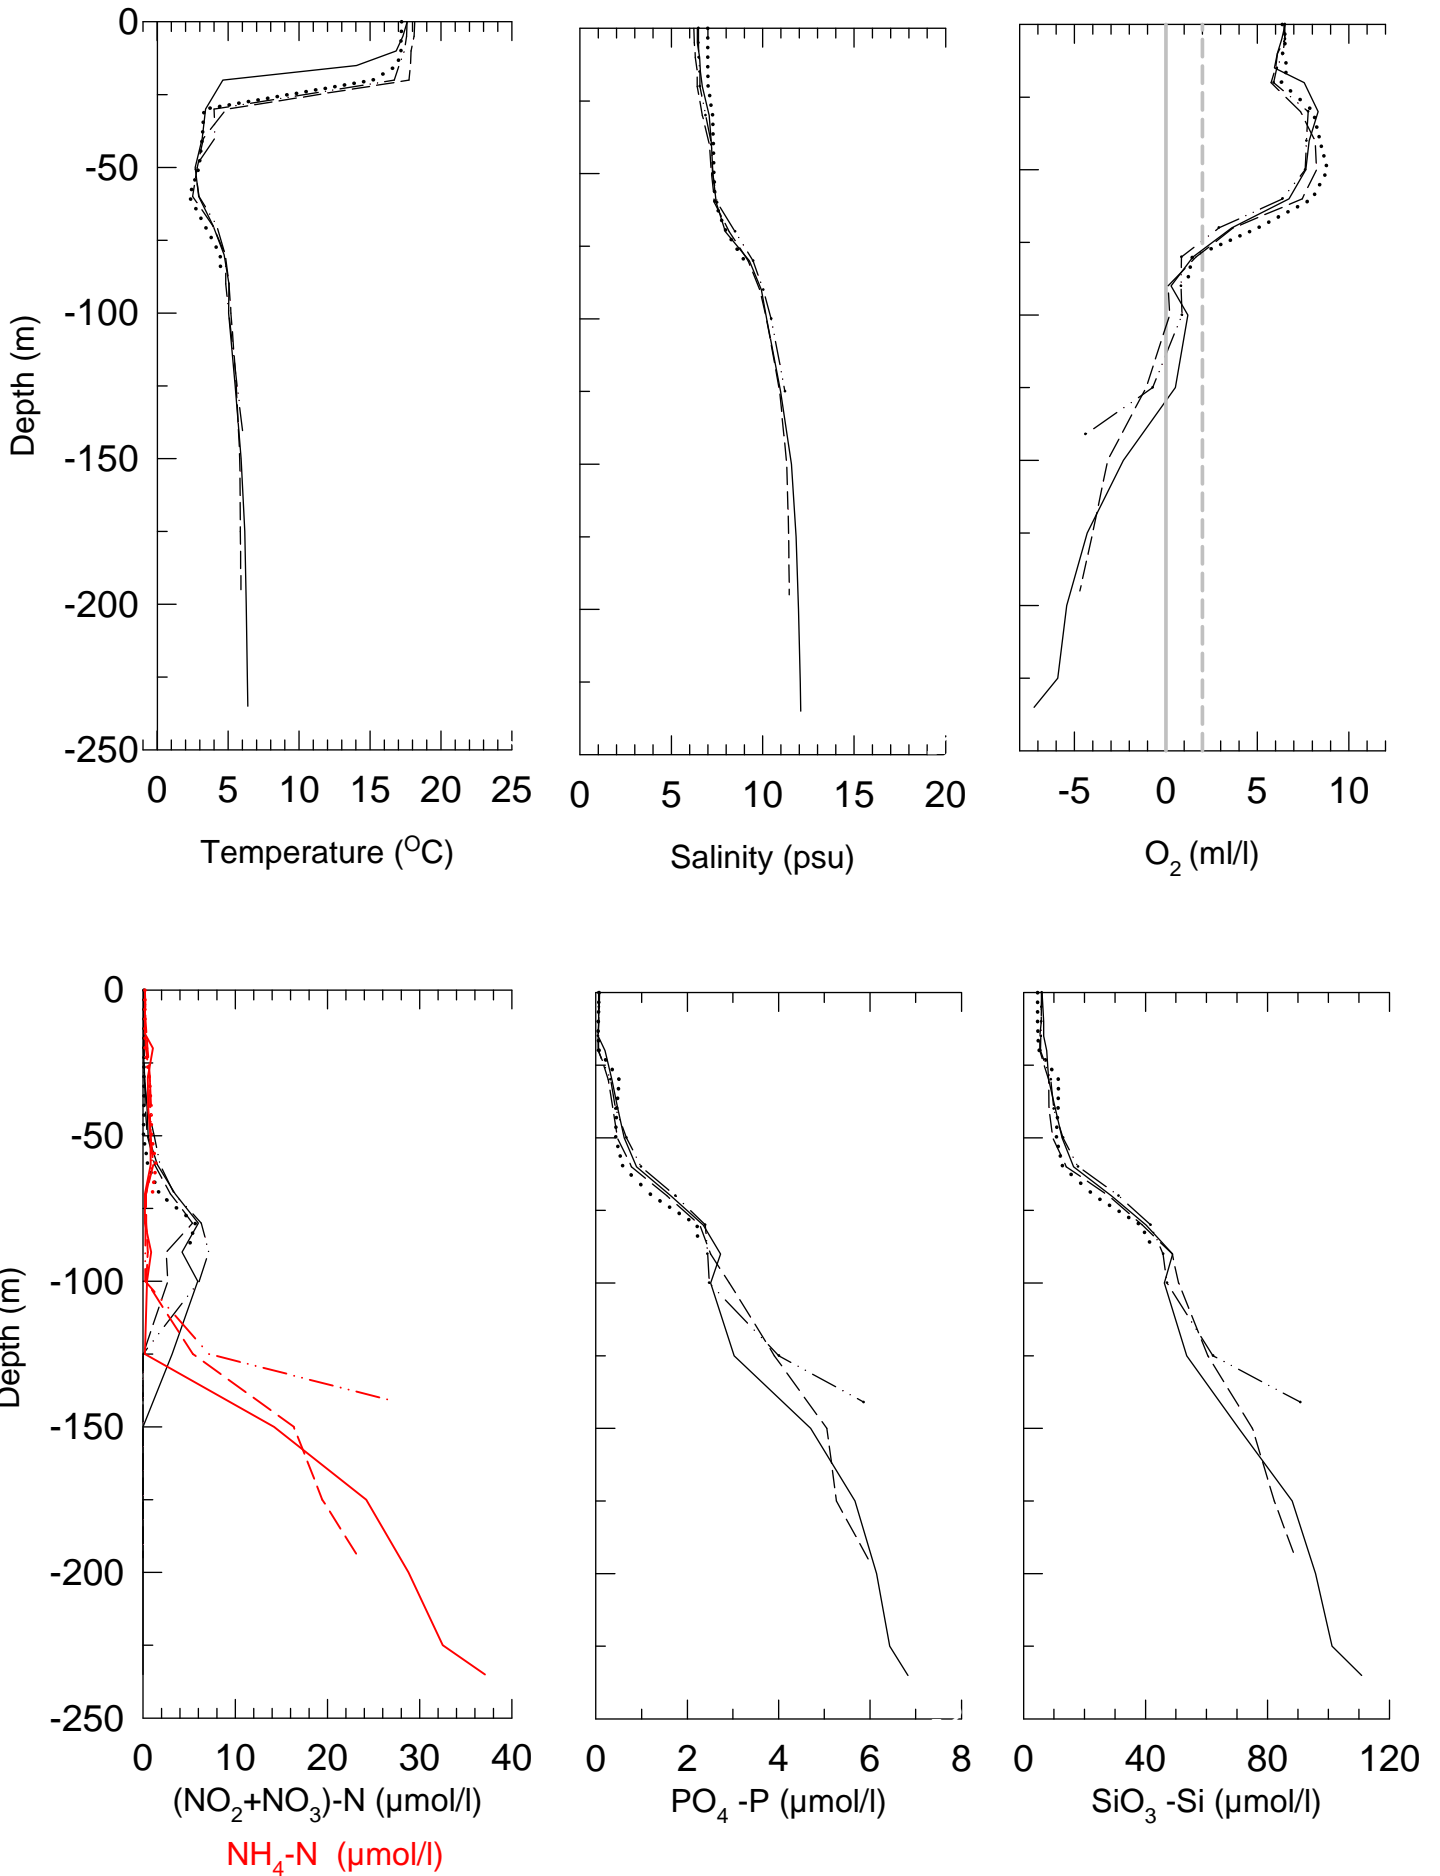 0
-50
-100
-150
-200
-250
Depth (m)
0 5 10 15 20 25
Temperature (ᴼC)
0 5 10 15 20
Salinity (psu)
-5 0 5 10
O₂ (ml/l)
0
-50
-100
-150
-200
-250
Depth (m)
0 10 20 30 40
(NO₂+NO₃)-N (µmol/l)
NH₄-N (µmol/l)
0 2 4 6 8
PO₄ -P (µmol/l)
0 40 80 120
SiO₃ -Si (µmol/l)